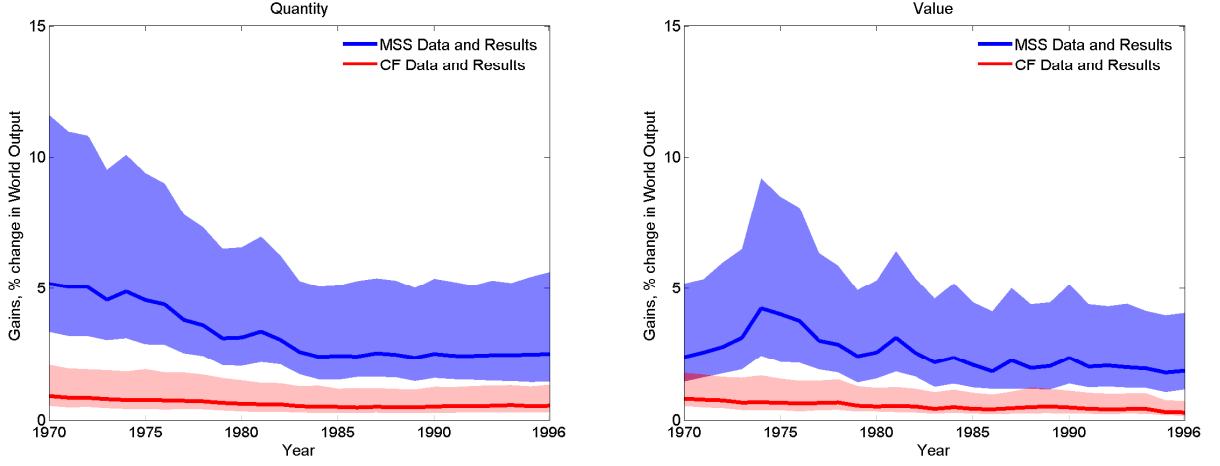 Quantity
15
10
5
0
MSS Data and Results
CF Data and Results
Gains, % change in World Output
1970 1975 1980 1985 1990 1996
Year
Value
15
10
5
0
MSS Data and Results
CF Data and Results
Gains, % change in World Output
1970 1975 1980 1985 1990 1996
Year